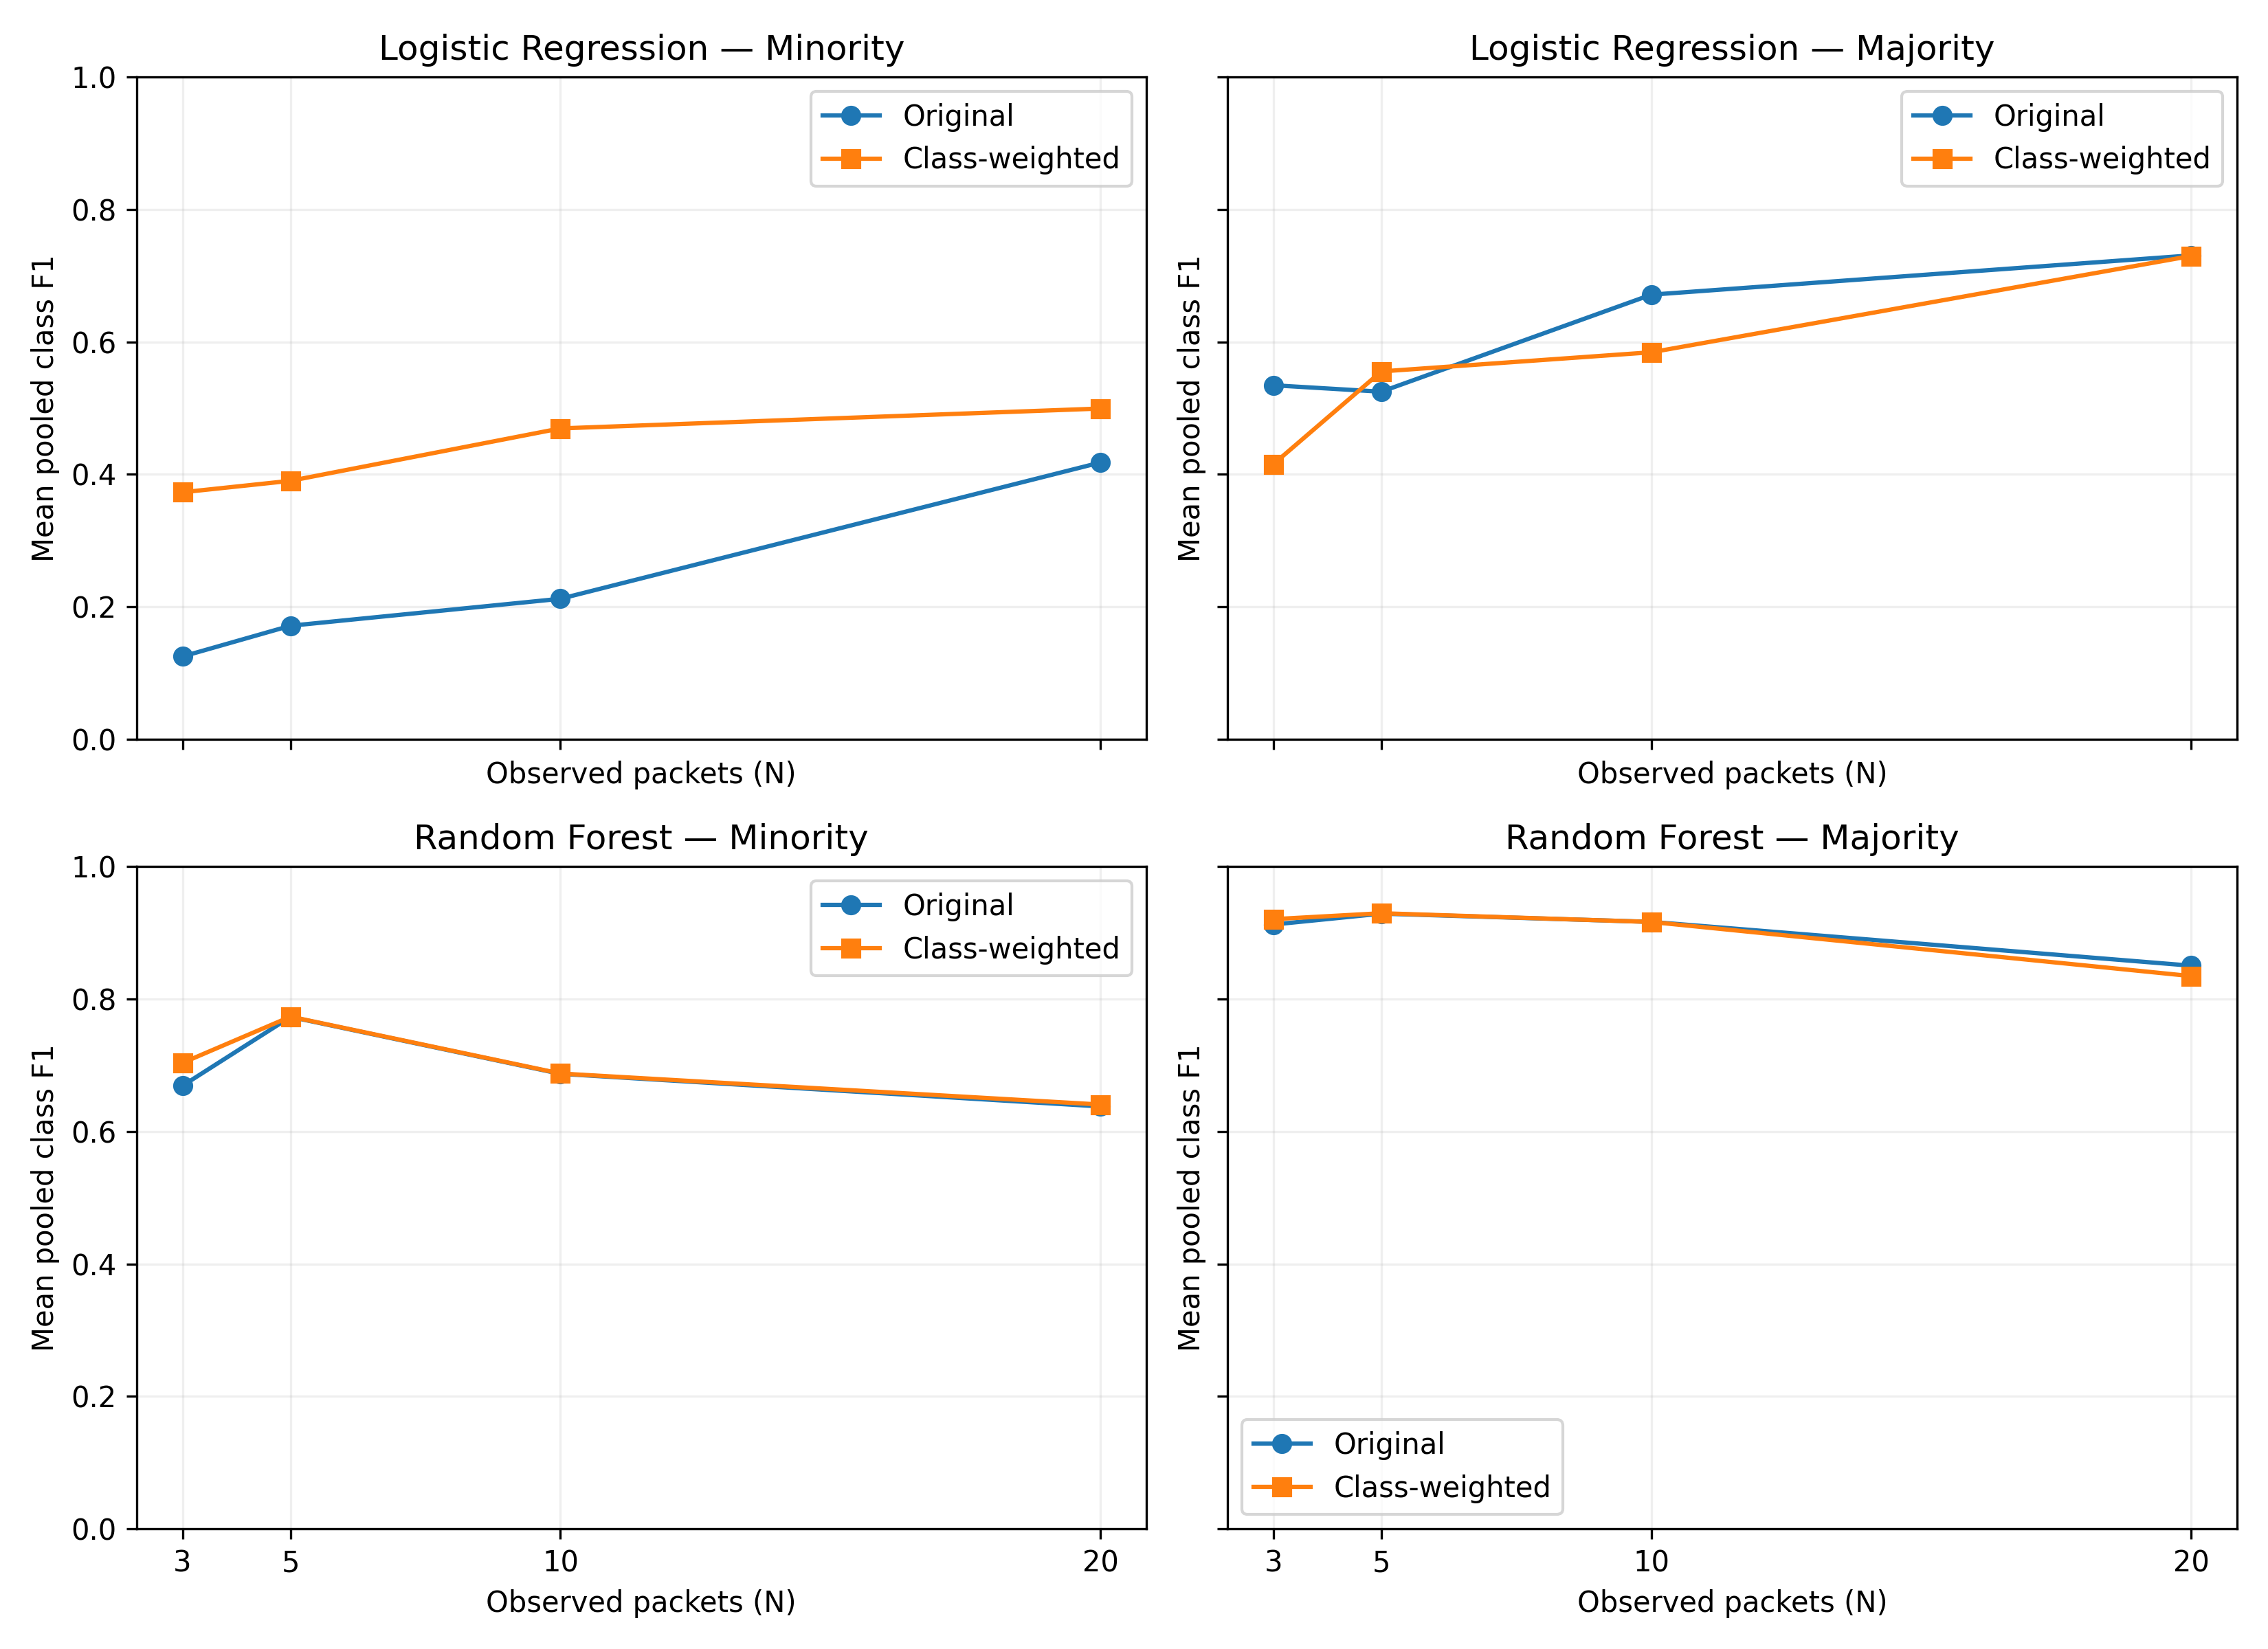 Logistic Regression — Minority
Mean pooled class F1
1.0
0.8
0.6
0.4
0.2
0.0
Original
Class-weighted
Observed packets (N)
Logistic Regression — Majority
Mean pooled class F1
Original
Class-weighted
Observed packets (N)
Random Forest — Minority
Mean pooled class F1
1.0
0.8
0.6
0.4
0.2
0.0
Original
Class-weighted
3 5 10 20
Observed packets (N)
Random Forest — Majority
Mean pooled class F1
Original
Class-weighted
3 5 10 20
Observed packets (N)